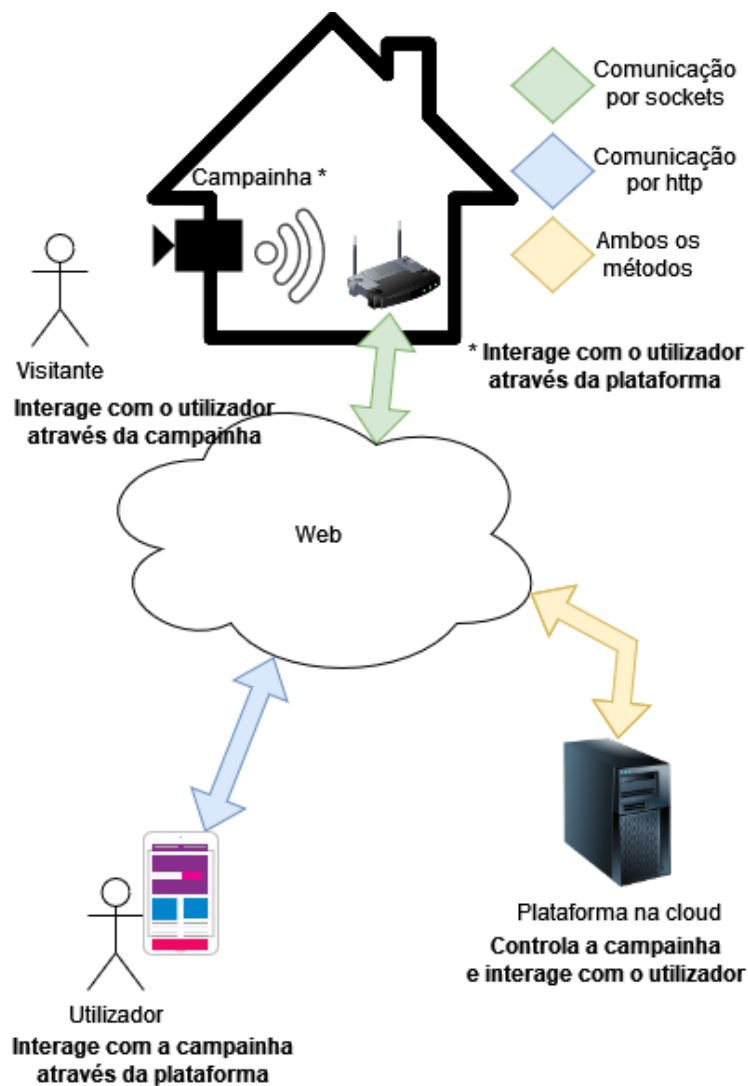 Comunicação
por sockets
Comunicação
por http
Ambos os
métodos
Campainha *
Visitante
Interage com o utilizador
através da campainha
* Interage com o utilizador
através da plataforma
Web
Plataforma na cloud
Controla a campainha
e interage com o utilizador
Utilizador
Interage com a campainha
através da plataforma